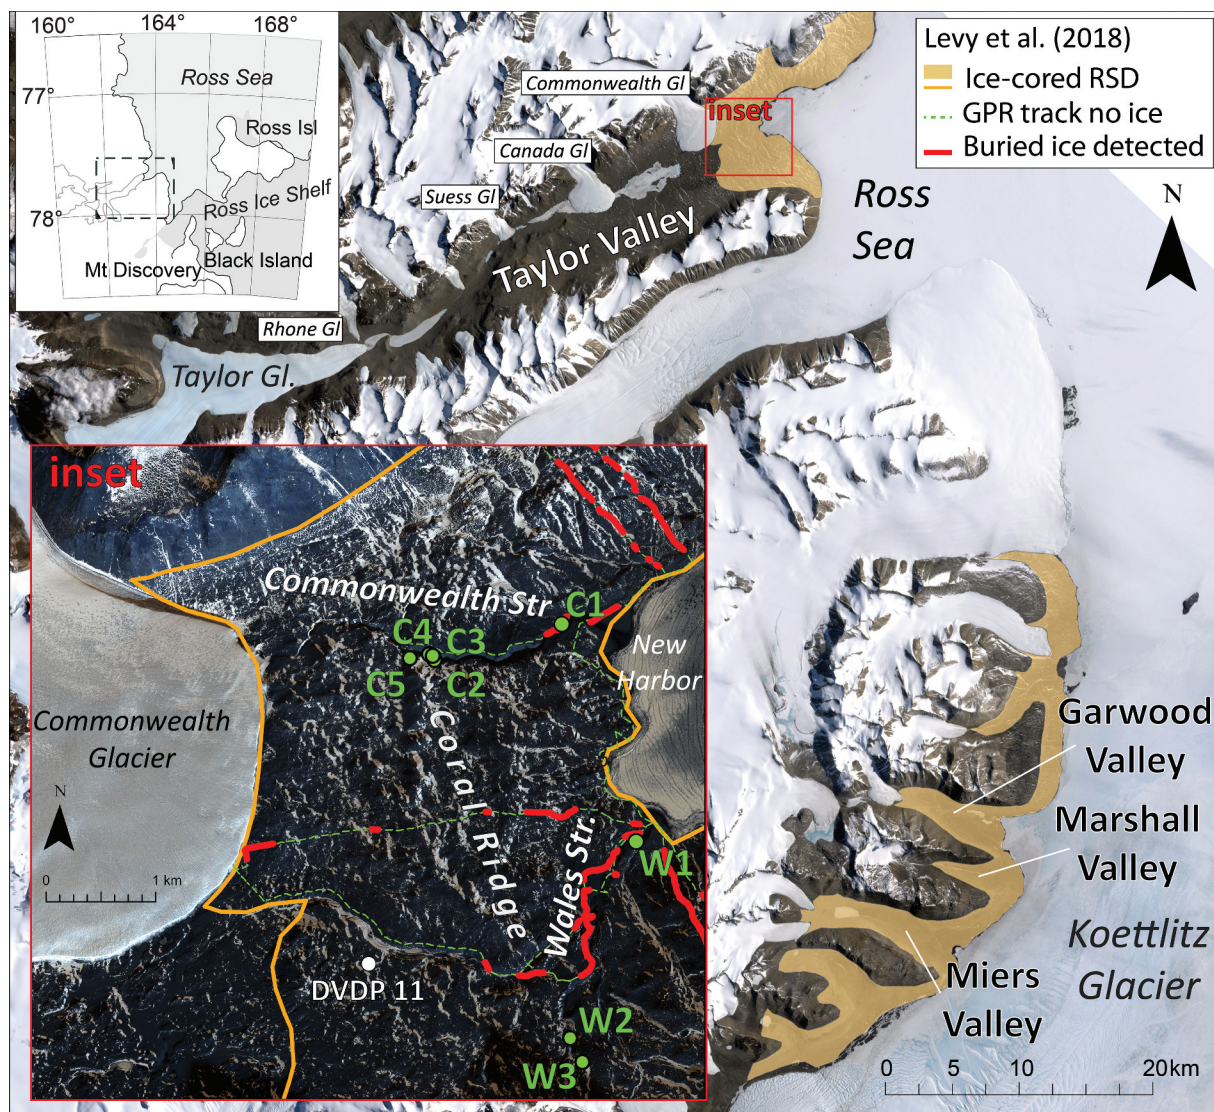 160°
164°
168°
77°
78°
Ross Sea
Ross Isl
Ross Ice Shelf
Black Island
Mt Discovery
Levy et al. (2018)
Ice-cored RSD
GPR track no ice
Buried ice detected
Commonwealth Gl
inset
Canada Gl
Suess Gl
Taylor Valley
Ross
Sea
N
Rhone Gl
Taylor Gl.
inset
Commonwealth Str
C1
C4
C3
C5
C2
New
Harbor
Commonwealth
Glacier
Coral Ridge
Wales Str.
N
0
1 km
W1
DVDP 11
W2
W3
Garwood
Valley
Marshall
Valley
Koettlitz
Glacier
Miers
Valley
0
5
10
20km